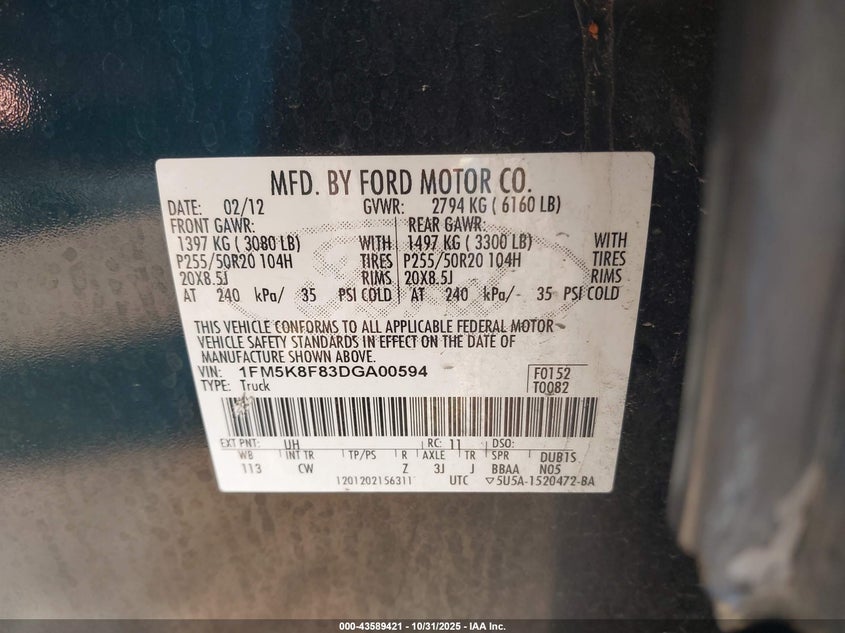 MFD. BY FORD MOTOR CO.
DATE: 02/12 GVWR: 2794 KG ( 6160 LB)
FRONT GAWR: REAR GAWR:
1397 KG ( 3080 LB) WITH 1497 KG ( 3300 LB) WITH
P255/50R20 104H TIRES P255/50R20 104H TIRES
20X8.5J RIMS 20X8.5J RIMS
AT 240 kPa/ 35 PSI COLD AT 240 kPa/- 35 PSI COLD
THIS VEHICLE CONFORMS TO ALL APPLICABLE FEDERAL MOTOR
VEHICLE SAFETY STANDARDS IN EFFECT ON THE DATE OF
MANUFACTURE SHOWN ABOVE.
VIN: 1FM5K8F83DGA00594 F0152
TYPE: Truck T0082
EXT PNT: UH RC: 11 DSO:
WB INT TR TP/PS R AXLE TR SPR DUB1S
113 CW Z 3J J BBAA N05
1201202156311 UTC ▽5U5A-1520472-BA
000-43589421 - 10/31/2025 - IAA Inc.